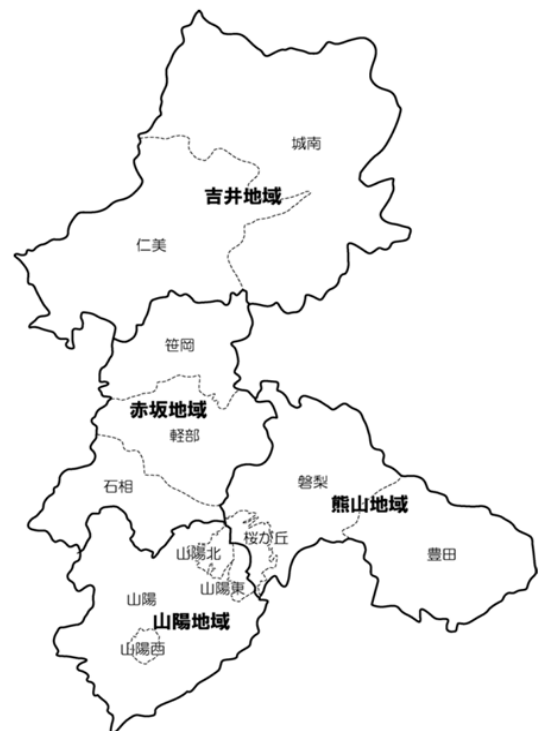 城南
吉井地域
仁美
笹岡
赤坂地域
軽部
石相
磐梨
熊山地域
豊田
桜が丘
山陽北
山陽東
山陽
山陽地域
山陽西